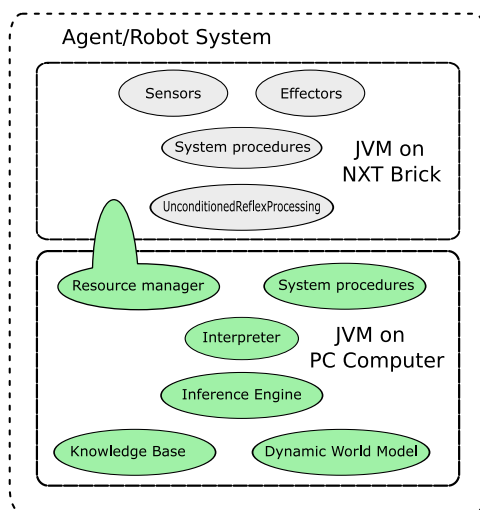 Agent/Robot System
Sensors
Effectors
System procedures
JVM on
NXT Brick
UnconditionedReflexProcessing
Resource manager
System procedures
Interpreter
JVM on
PC Computer
Inference Engine
Knowledge Base
Dynamic World Model